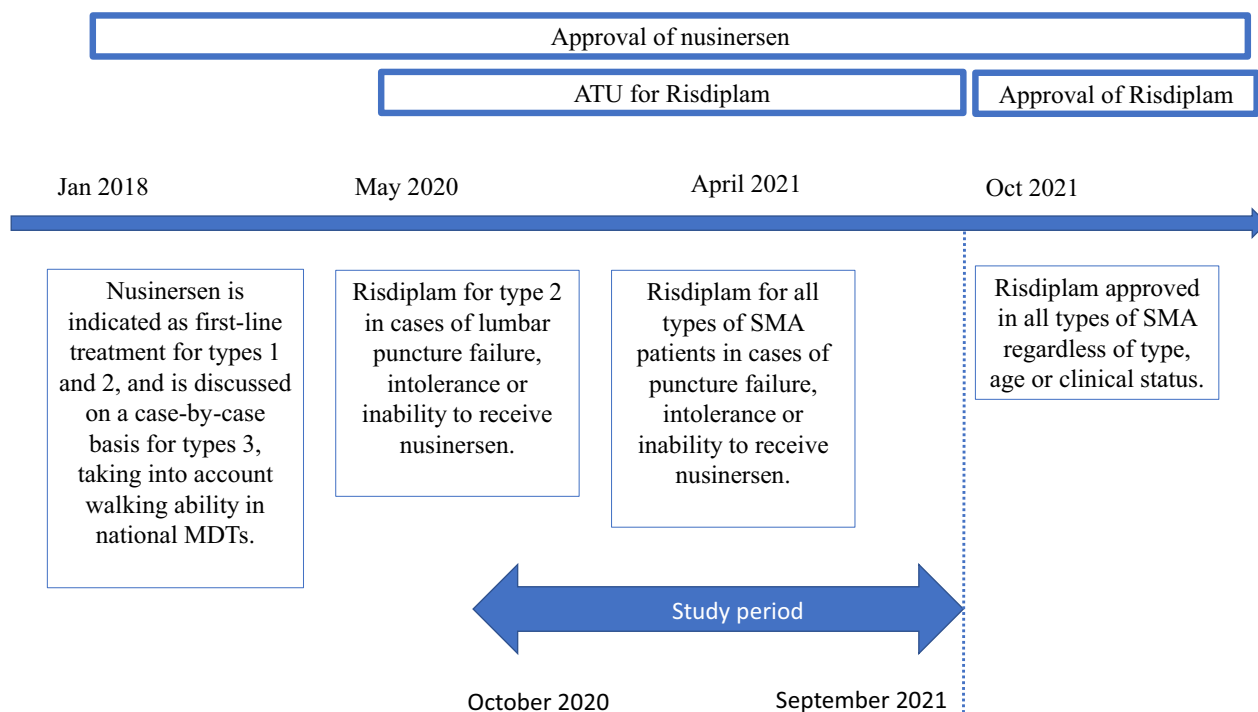 Approval of nusinersen
ATU for Risdiplam
Approval of Risdiplam
Jan 2018
May 2020
April 2021
Oct 2021
Nusinersen is
indicated as first-line
treatment for types 1
and 2, and is discussed
on a case-by-case
basis for types 3,
taking into account
walking ability in
national MDTs.
Risdiplam for type 2
in cases of lumbar
puncture failure,
intolerance or
inability to receive
nusinersen.
Risdiplam for all
types of SMA
patients in cases of
puncture failure,
intolerance or
inability to receive
nusinersen.
Risdiplam approved
in all types of SMA
regardless of type,
age or clinical status.
Study period
October 2020
September 2021